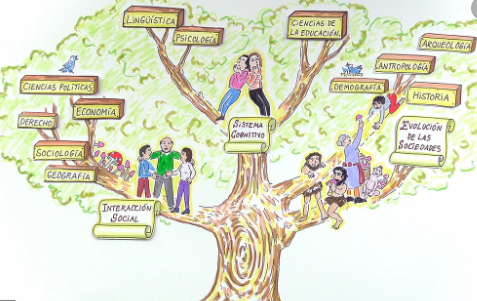 LINGÜÍSTICA
PSICOLOGÍA
CIENCIAS DE
LA EDUCACIÓN
ARQUEOLOGÍA
ANTROPOLOGÍA
DEMOGRAFÍA
HISTORIA
CIENCIAS POLÍTICAS
ECONOMÍA
DERECHO
SOCIOLOGÍA
GEOGRAFÍA
SISTEMA
COGNITIVO
EVOLUCIÓN
DE LAS
SOCIEDADES
INTERACCIÓN
SOCIAL